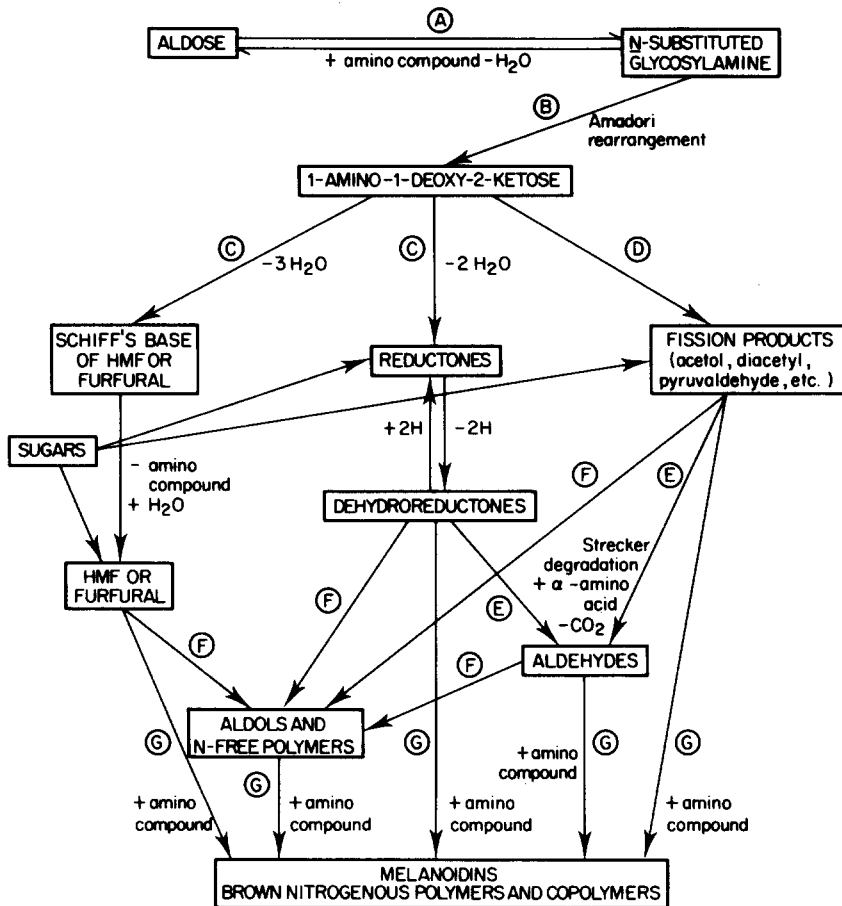 Ⓐ
ALDOSE
+ amino compound -H₂O
N-SUBSTITUTED
GLYCOSYLAMINE
Ⓑ
Amadori
rearrangement
1-AMINO-1-DEOXY-2-KETOSE
Ⓒ
-3 H₂O
Ⓒ
-2 H₂O
Ⓓ
SCHIFF'S BASE
OF HMF OR
FURFURAL
REDUCTONES
FISSION PRODUCTS
(acetol, diacetyl,
pyruvaldehyde, etc.)
SUGARS
- amino
compound
+ H₂O
+2H
-2H
Ⓕ
Ⓔ
DEHYDROREDUCTONES
HMF OR
FURFURAL
Ⓕ
Ⓔ
Strecker
degradation
+ α-amino
acid
-CO₂
Ⓕ
Ⓕ
ALDEHYDES
ALDOLS AND
N-FREE POLYMERS
Ⓖ
Ⓖ
Ⓖ
Ⓖ
Ⓖ
+ amino
compound
+ amino
compound
+ amino
compound
+ amino
compound
+ amino
compound
MELANOIDINS
BROWN NITROGENOUS POLYMERS AND COPOLYMERS